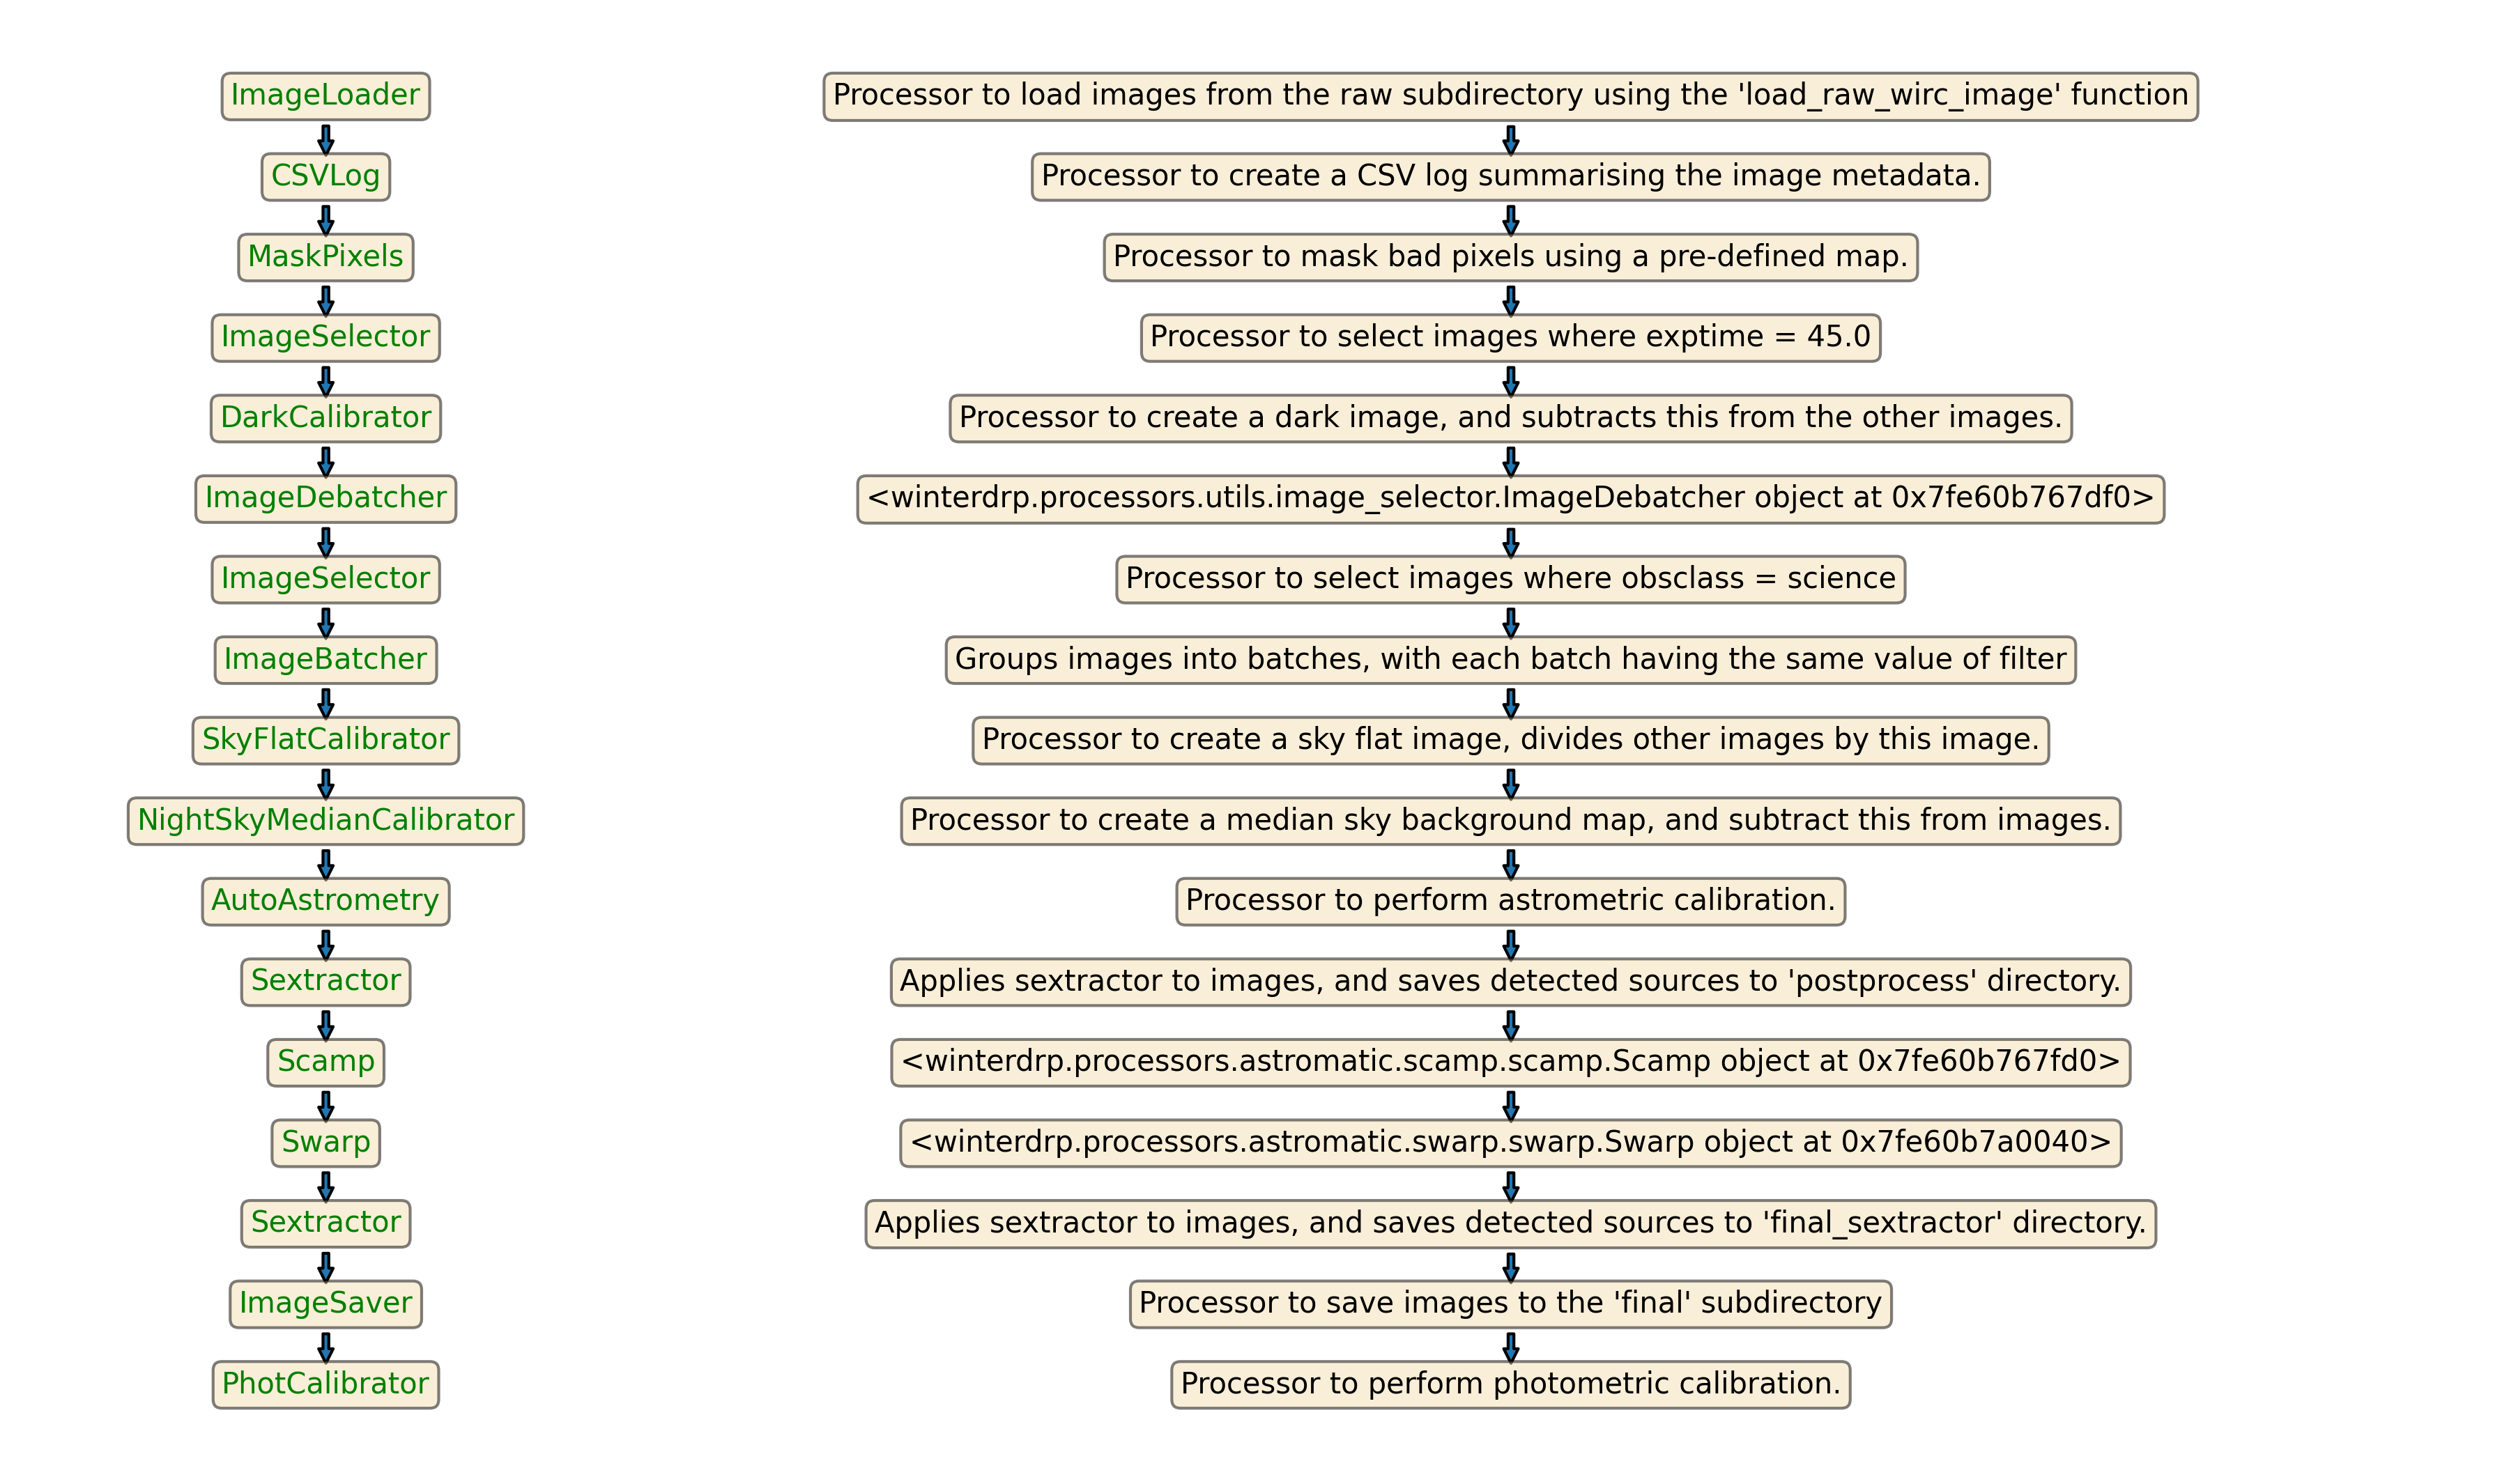 ImageLoader
Processor to load images from the raw subdirectory using the 'load_raw_wirc_image' function
CSVLog
Processor to create a CSV log summarising the image metadata.
MaskPixels
Processor to mask bad pixels using a pre-defined map.
ImageSelector
Processor to select images where exptime = 45.0
DarkCalibrator
Processor to create a dark image, and subtracts this from the other images.
ImageDebatcher
<winterdrp.processors.utils.image_selector.ImageDebatcher object at 0x7fe60b767df0>
ImageSelector
Processor to select images where obsclass = science
ImageBatcher
Groups images into batches, with each batch having the same value of filter
SkyFlatCalibrator
Processor to create a sky flat image, divides other images by this image.
NightSkyMedianCalibrator
Processor to create a median sky background map, and subtract this from images.
AutoAstrometry
Processor to perform astrometric calibration.
Sextractor
Applies sextractor to images, and saves detected sources to 'postprocess' directory.
Scamp
<winterdrp.processors.astromatic.scamp.scamp.Scamp object at 0x7fe60b767fd0>
Swarp
<winterdrp.processors.astromatic.swarp.swarp.Swarp object at 0x7fe60b7a0040>
Sextractor
Applies sextractor to images, and saves detected sources to 'final_sextractor' directory.
ImageSaver
Processor to save images to the 'final' subdirectory
PhotCalibrator
Processor to perform photometric calibration.